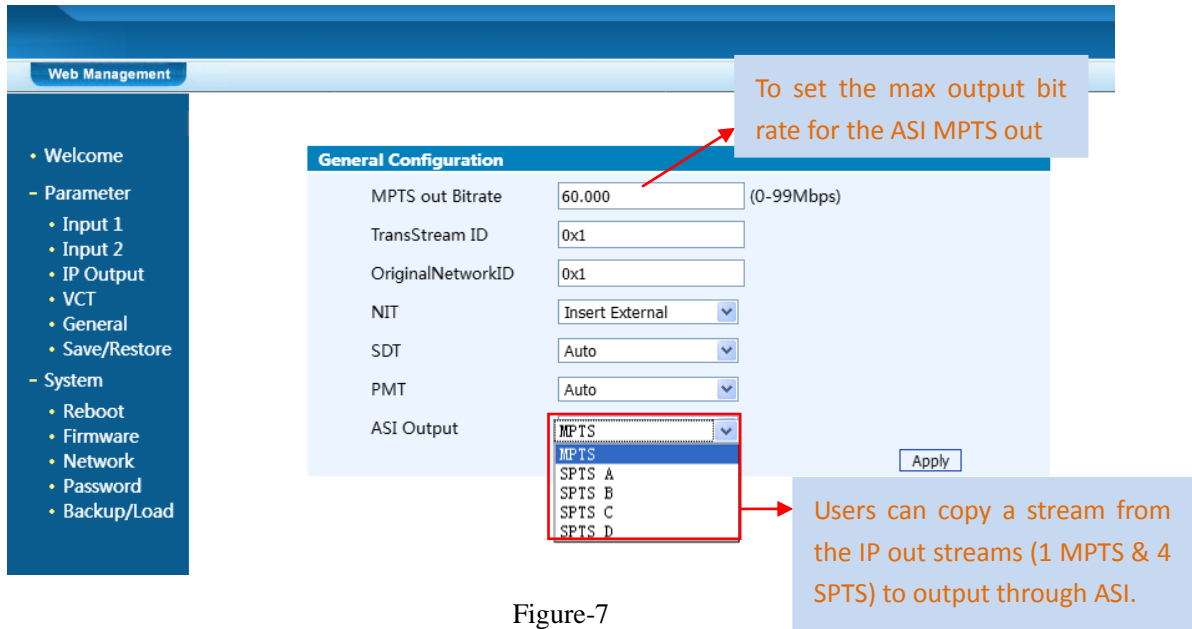 Web Management
To set the max output bit
rate for the ASI MPTS out
• Welcome
– Parameter
• Input 1
• Input 2
• IP Output
• VCT
• General
• Save/Restore
– System
• Reboot
• Firmware
• Network
• Password
• Backup/Load
General Configuration
MPTS out Bitrate 60.000 (0-99Mbps)
TransStream ID 0x1
OriginalNetworkID 0x1
NIT Insert External
SDT Auto
PMT Auto
ASI Output MPTS
MPTS
SPTS A
SPTS B
SPTS C
SPTS D
Apply
Users can copy a stream from
the IP out streams (1 MPTS & 4
SPTS) to output through ASI.
Figure-7